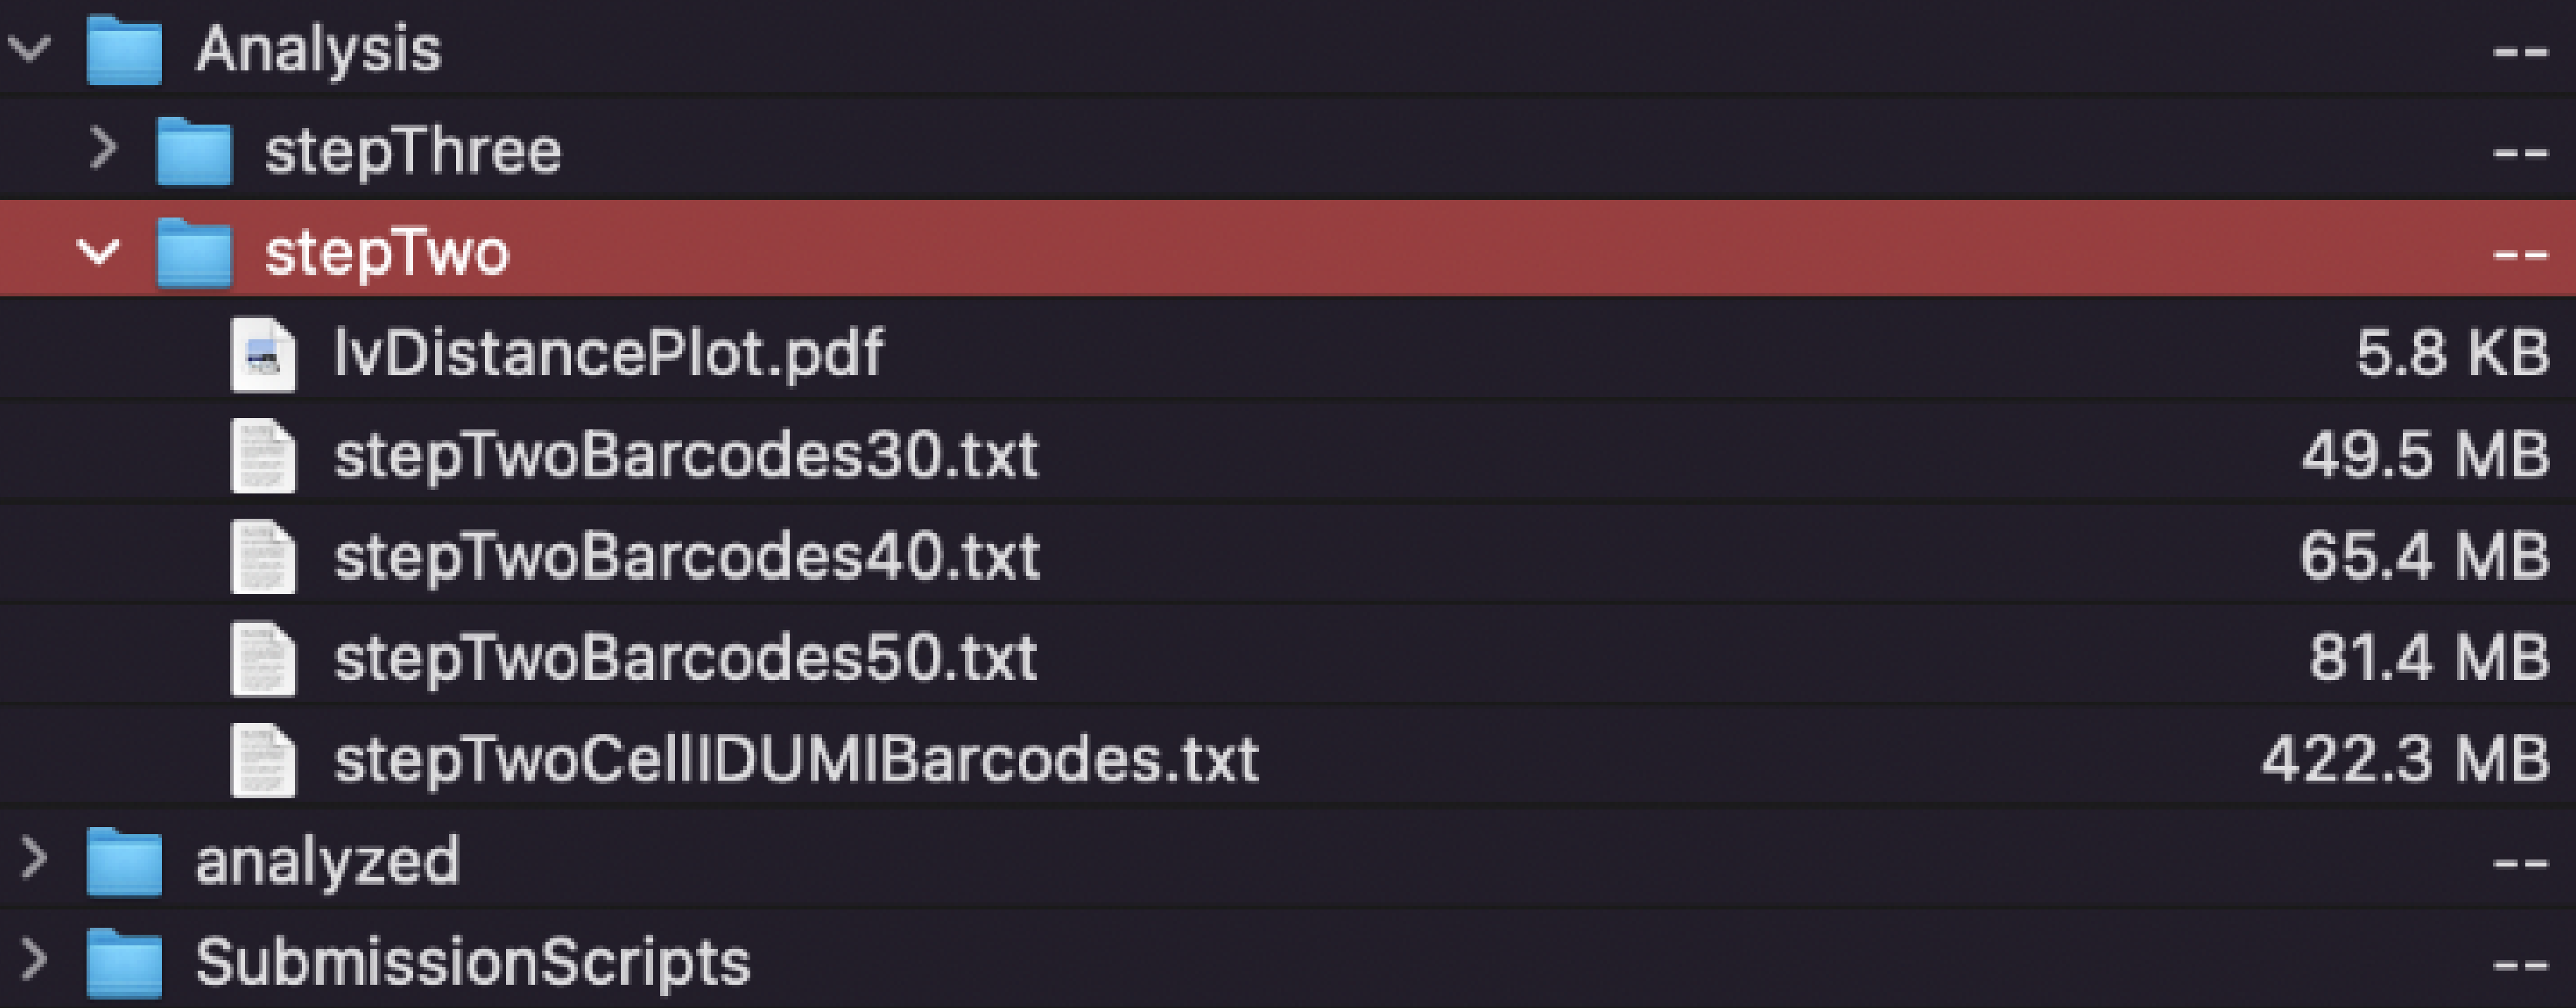 Analysis --
stepThree --
stepTwo --
lvDistancePlot.pdf 5.8 KB
stepTwoBarcodes30.txt 49.5 MB
stepTwoBarcodes40.txt 65.4 MB
stepTwoBarcodes50.txt 81.4 MB
stepTwoCellIDUMIBarcodes.txt 422.3 MB
analyzed --
SubmissionScripts --